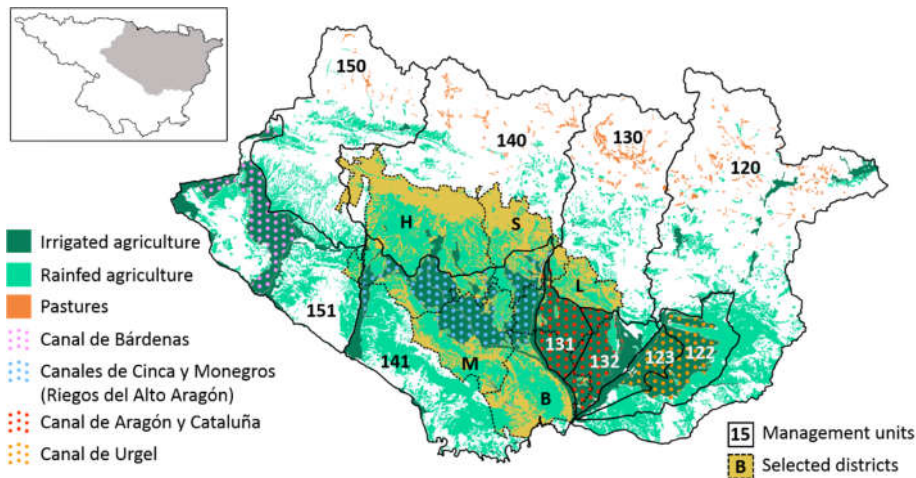 150
140
130
120
H
S
L
151
141
M
B
131
132
123
122
Irrigated agriculture
Rainfed agriculture
Pastures
Canal de Bárdenas
Canales de Cinca y Monegros
(Riegos del Alto Aragón)
Canal de Aragón y Cataluña
Canal de Urgel
15 Management units
B Selected districts